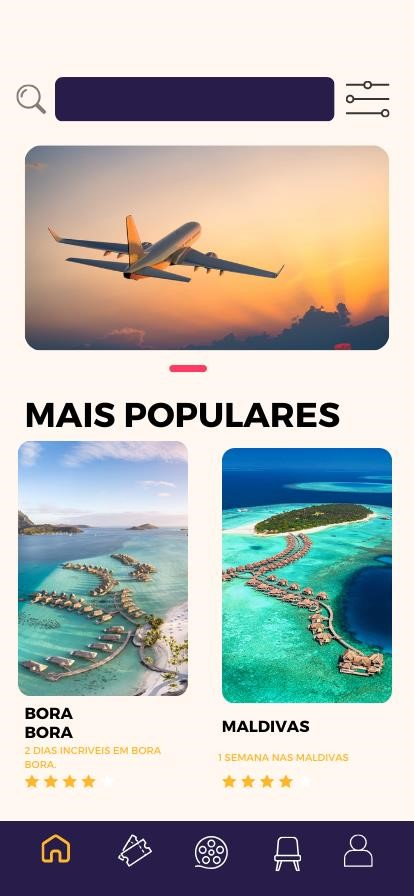 MAIS POPULARES
BORA
BORA
2 DIAS INCRIVEIS EM BORA
BORA.
MALDIVAS
1 SEMANA NAS MALDIVAS